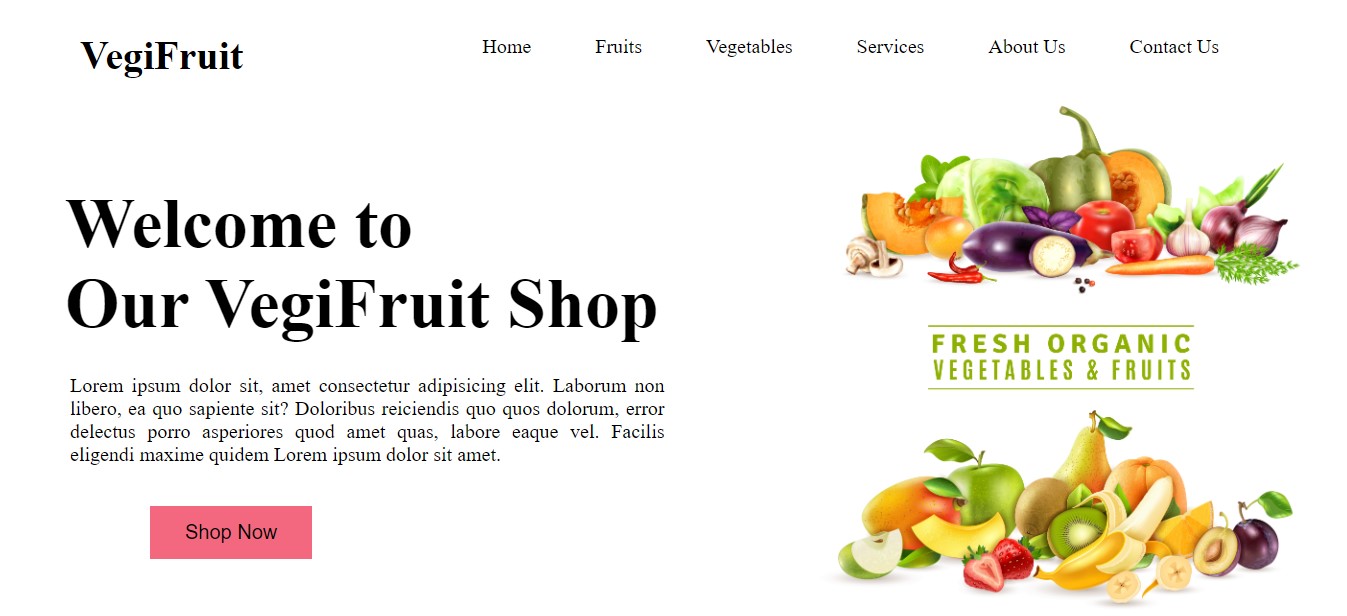 VegiFruit
Home Fruits Vegetables Services About Us Contact Us
Welcome to
Our VegiFruit Shop
Lorem ipsum dolor sit, amet consectetur adipisicing elit. Laborum non
libero, ea quo sapiente sit? Doloribus reiciendis quo quos dolorum, error
delectus porro asperiores quod amet quas, labore eaque vel. Facilis
eligendi maxime quidem Lorem ipsum dolor sit amet.
Shop Now
FRESH ORGANIC
VEGETABLES & FRUITS